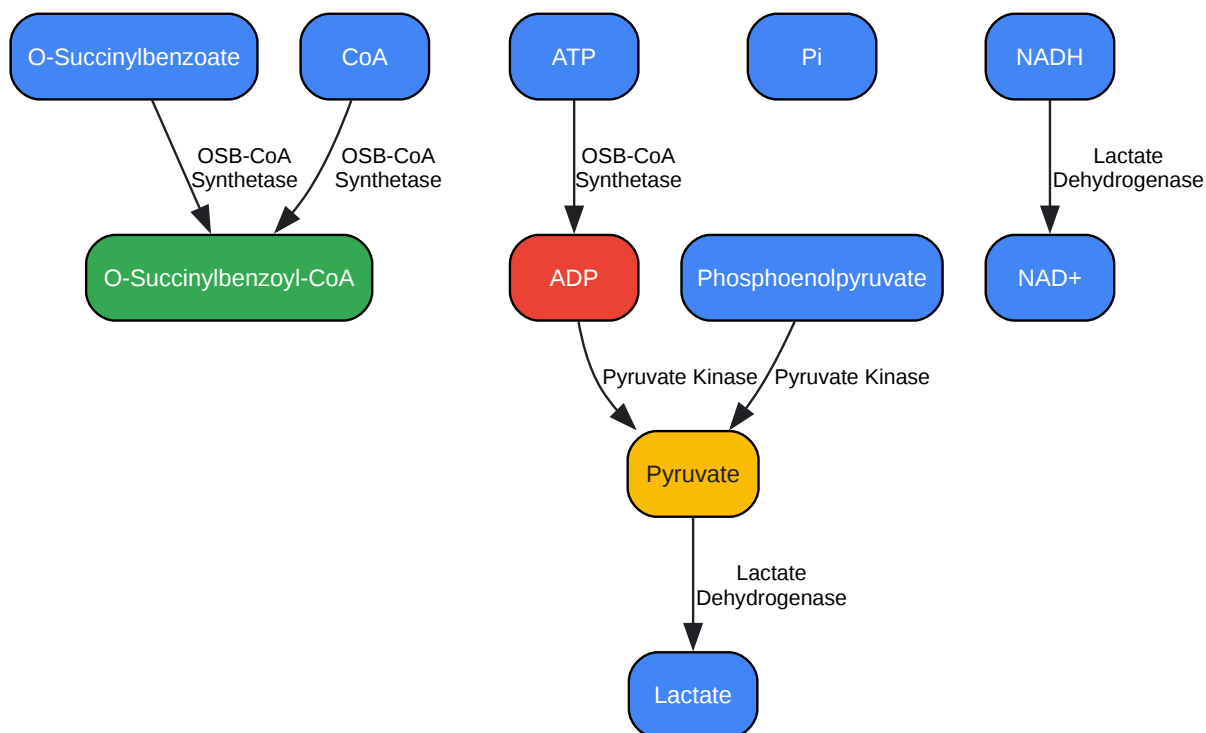 O-Succinylbenzoate
CoA
ATP
Pi
NADH
OSB-CoA
Synthetase
OSB-CoA
Synthetase
OSB-CoA
Synthetase
Lactate
Dehydrogenase
O-Succinylbenzoyl-CoA
ADP
Phosphoenolpyruvate
NAD+
Pyruvate Kinase
Pyruvate Kinase
Pyruvate
Lactate
Dehydrogenase
Lactate